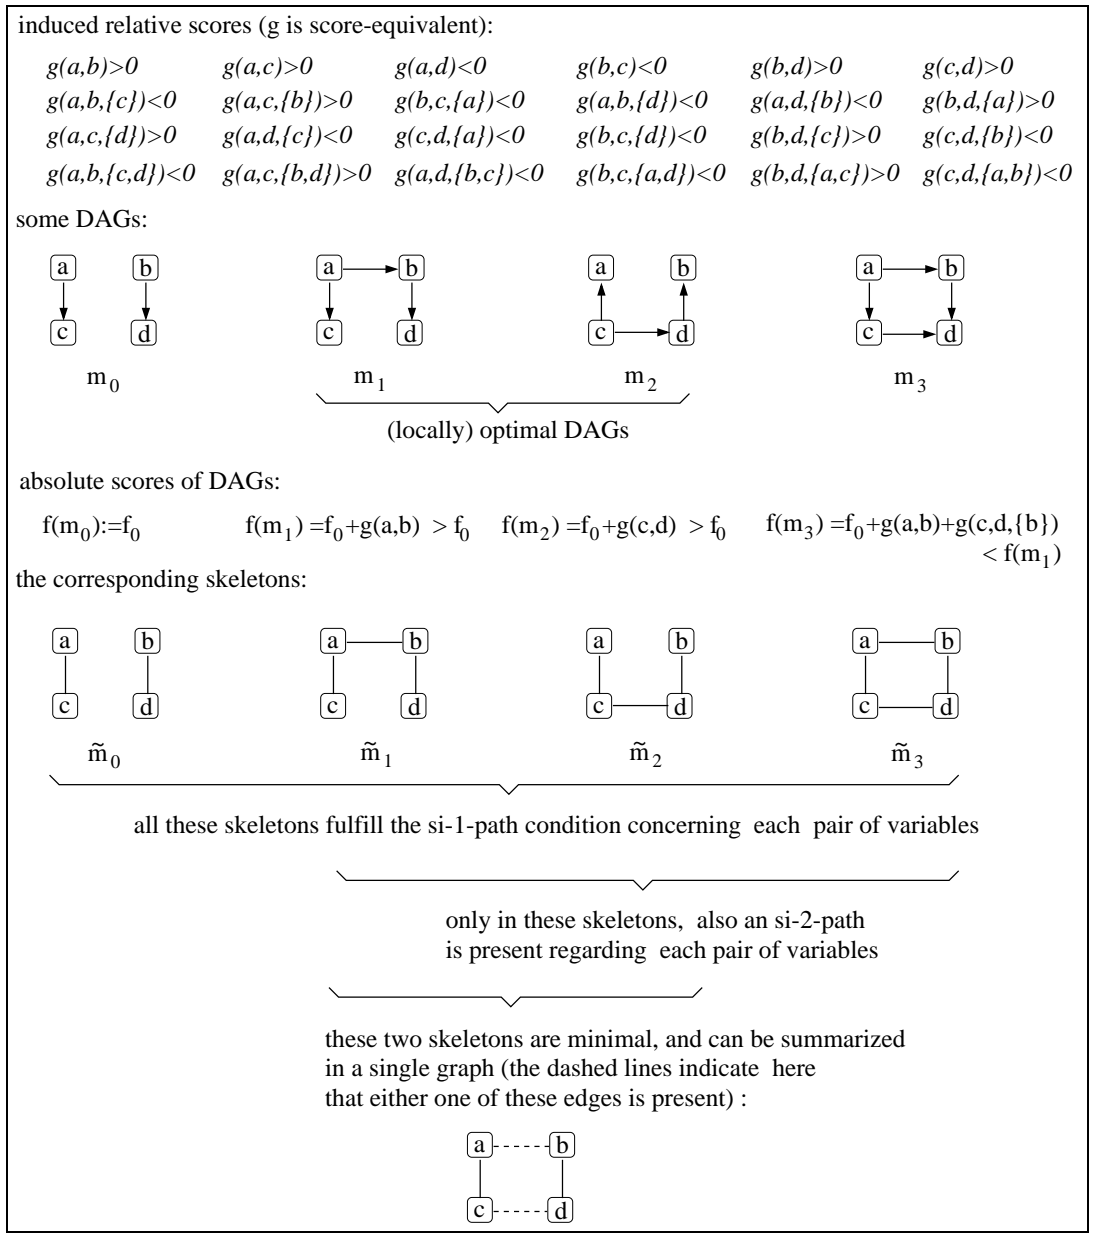 induced relative scores (g is score-equivalent):
g(a,b)>0 g(a,c)>0 g(a,d)<0 g(b,c)<0 g(b,d)>0 g(c,d)>0
g(a,b,{c})<0 g(a,c,{b})>0 g(b,c,{a})<0 g(a,b,{d})<0 g(a,d,{b})<0 g(b,d,{a})>0
g(a,c,{d})>0 g(a,d,{c})<0 g(c,d,{a})<0 g(b,c,{d})<0 g(b,d,{c})>0 g(c,d,{b})<0
g(a,b,{c,d})<0 g(a,c,{b,d})>0 g(a,d,{b,c})<0 g(b,c,{a,d})<0 g(b,d,{a,c})>0 g(c,d,{a,b})<0
some DAGs:
a b a b a b a b
c d c d c d c d
m0 m1 m2 m3
(locally) optimal DAGs
absolute scores of DAGs:
f(m0):=f0 f(m1) =f0+g(a,b) > f0 f(m2) =f0+g(c,d) > f0 f(m3) =f0+g(a,b)+g(c,d,{b})
< f(m1)
the corresponding skeletons:
a b a b a b a b
c d c d c d c d
m̃0 m̃1 m̃2 m̃3
all these skeletons fulfill the si-1-path condition concerning each pair of variables
only in these skeletons, also an si-2-path
is present regarding each pair of variables
these two skeletons are minimal, and can be summarized
in a single graph (the dashed lines indicate here
that either one of these edges is present) :
a b
c d